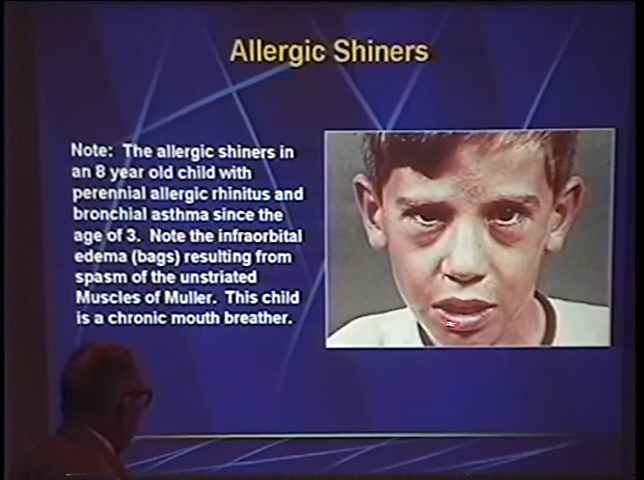 Allergic Shiners
Note: The allergic shiners in
an 8 year old child with
perennial allergic rhinitus and
bronchial asthma since the
age of 3. Note the infraorbital
edema (bags) resulting from
spasm of the unstriated
Muscles of Muller. This child
is a chronic mouth breather.